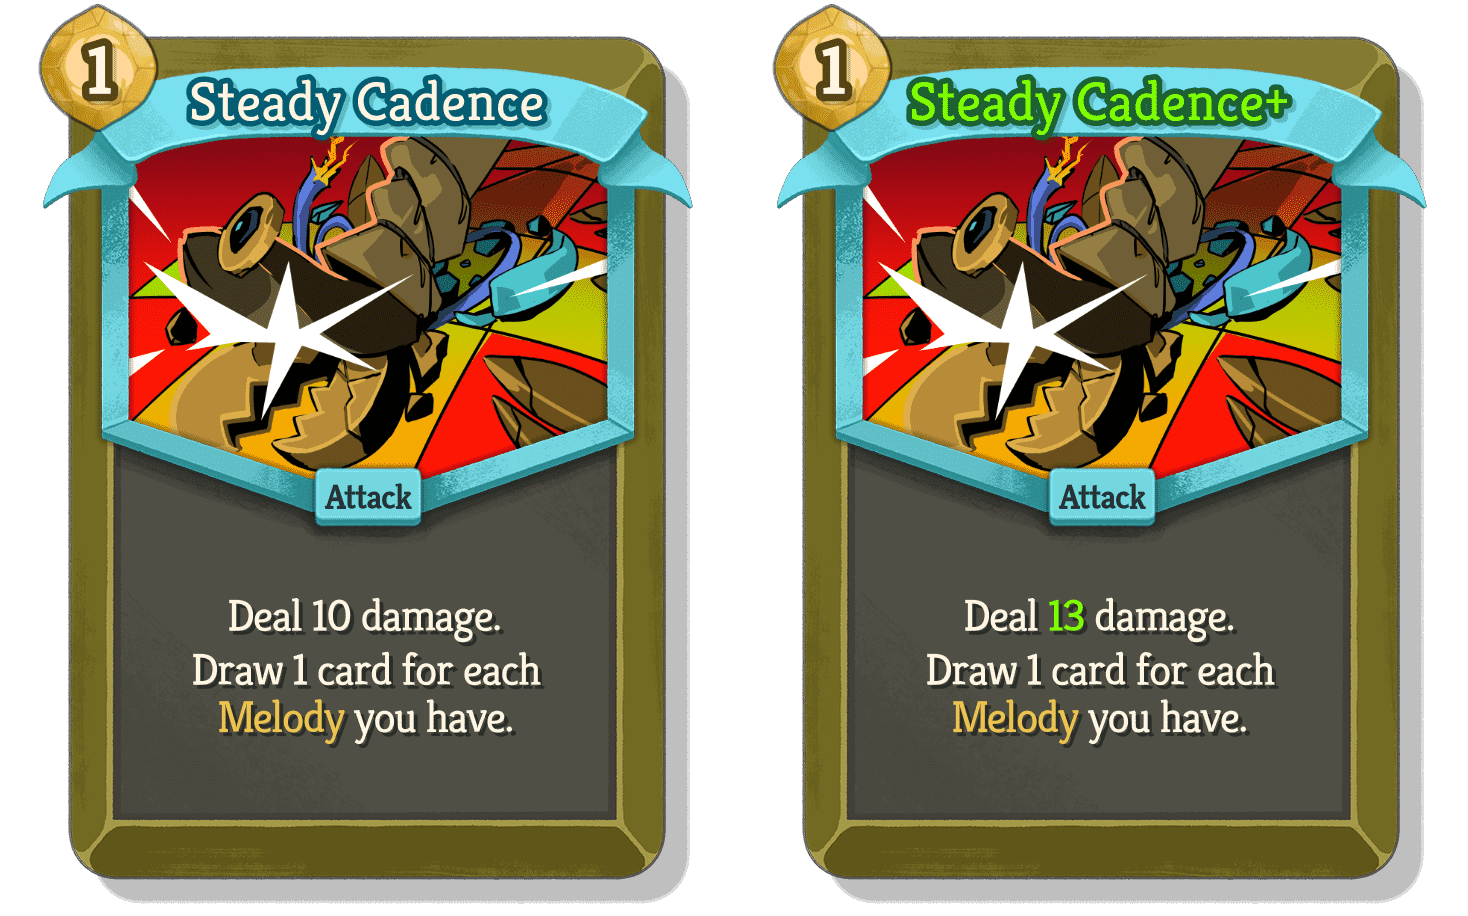 1
Steady Cadence
Attack
Deal 10 damage.
Draw 1 card for each
Melody you have.
1
Steady Cadence+
Attack
Deal 13 damage.
Draw 1 card for each
Melody you have.